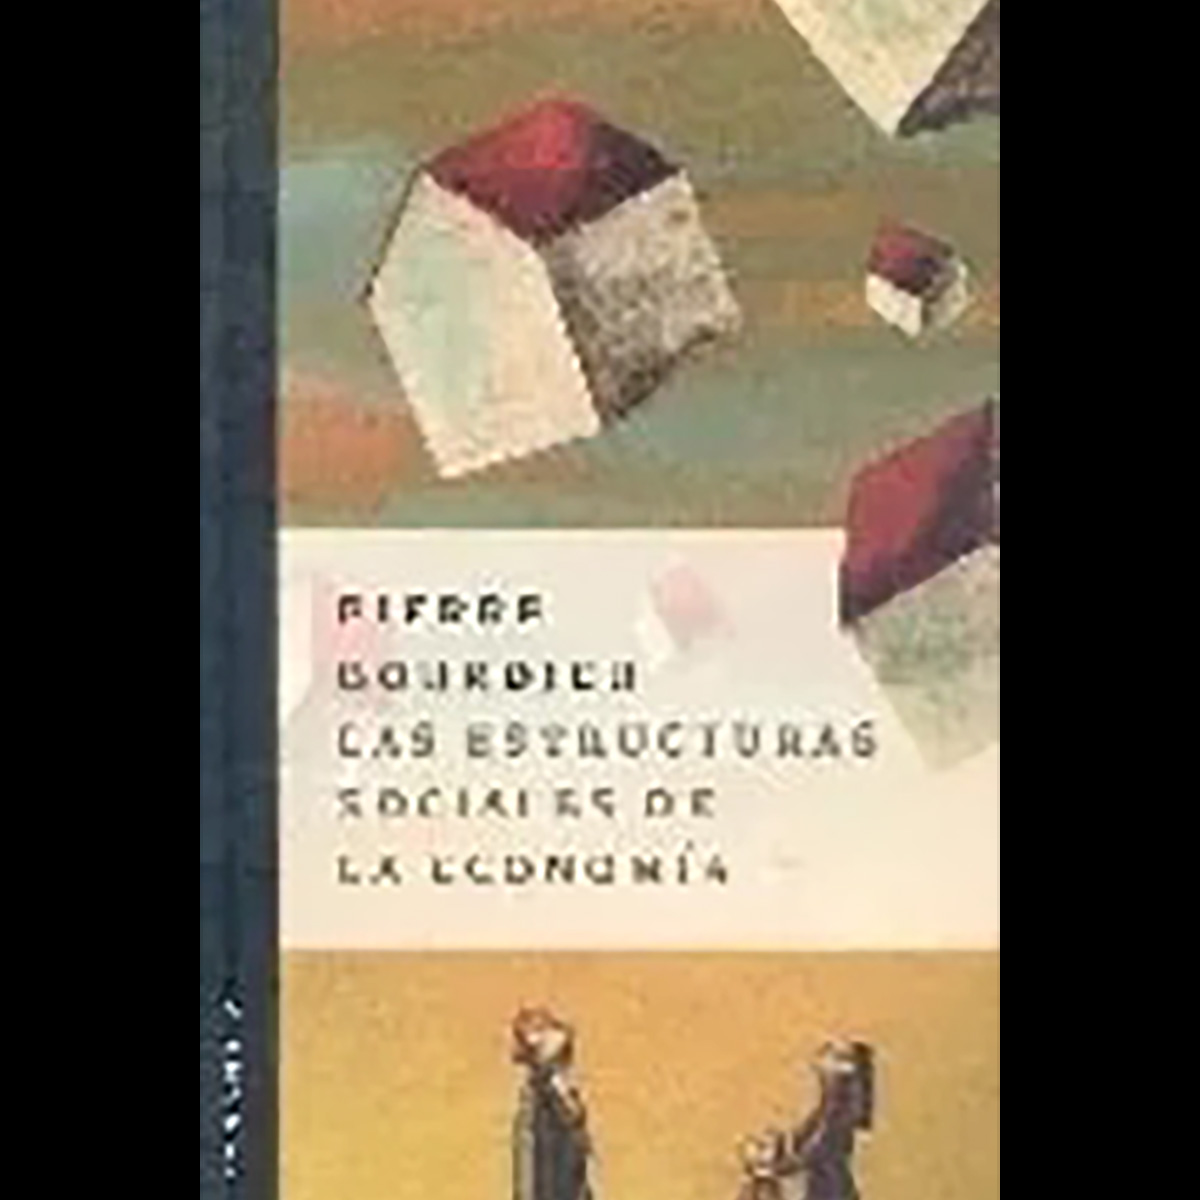 PIERRE
BOURDIEU
LAS ESTRUCTURAS
SOCIALES DE
LA ECONOMÍA